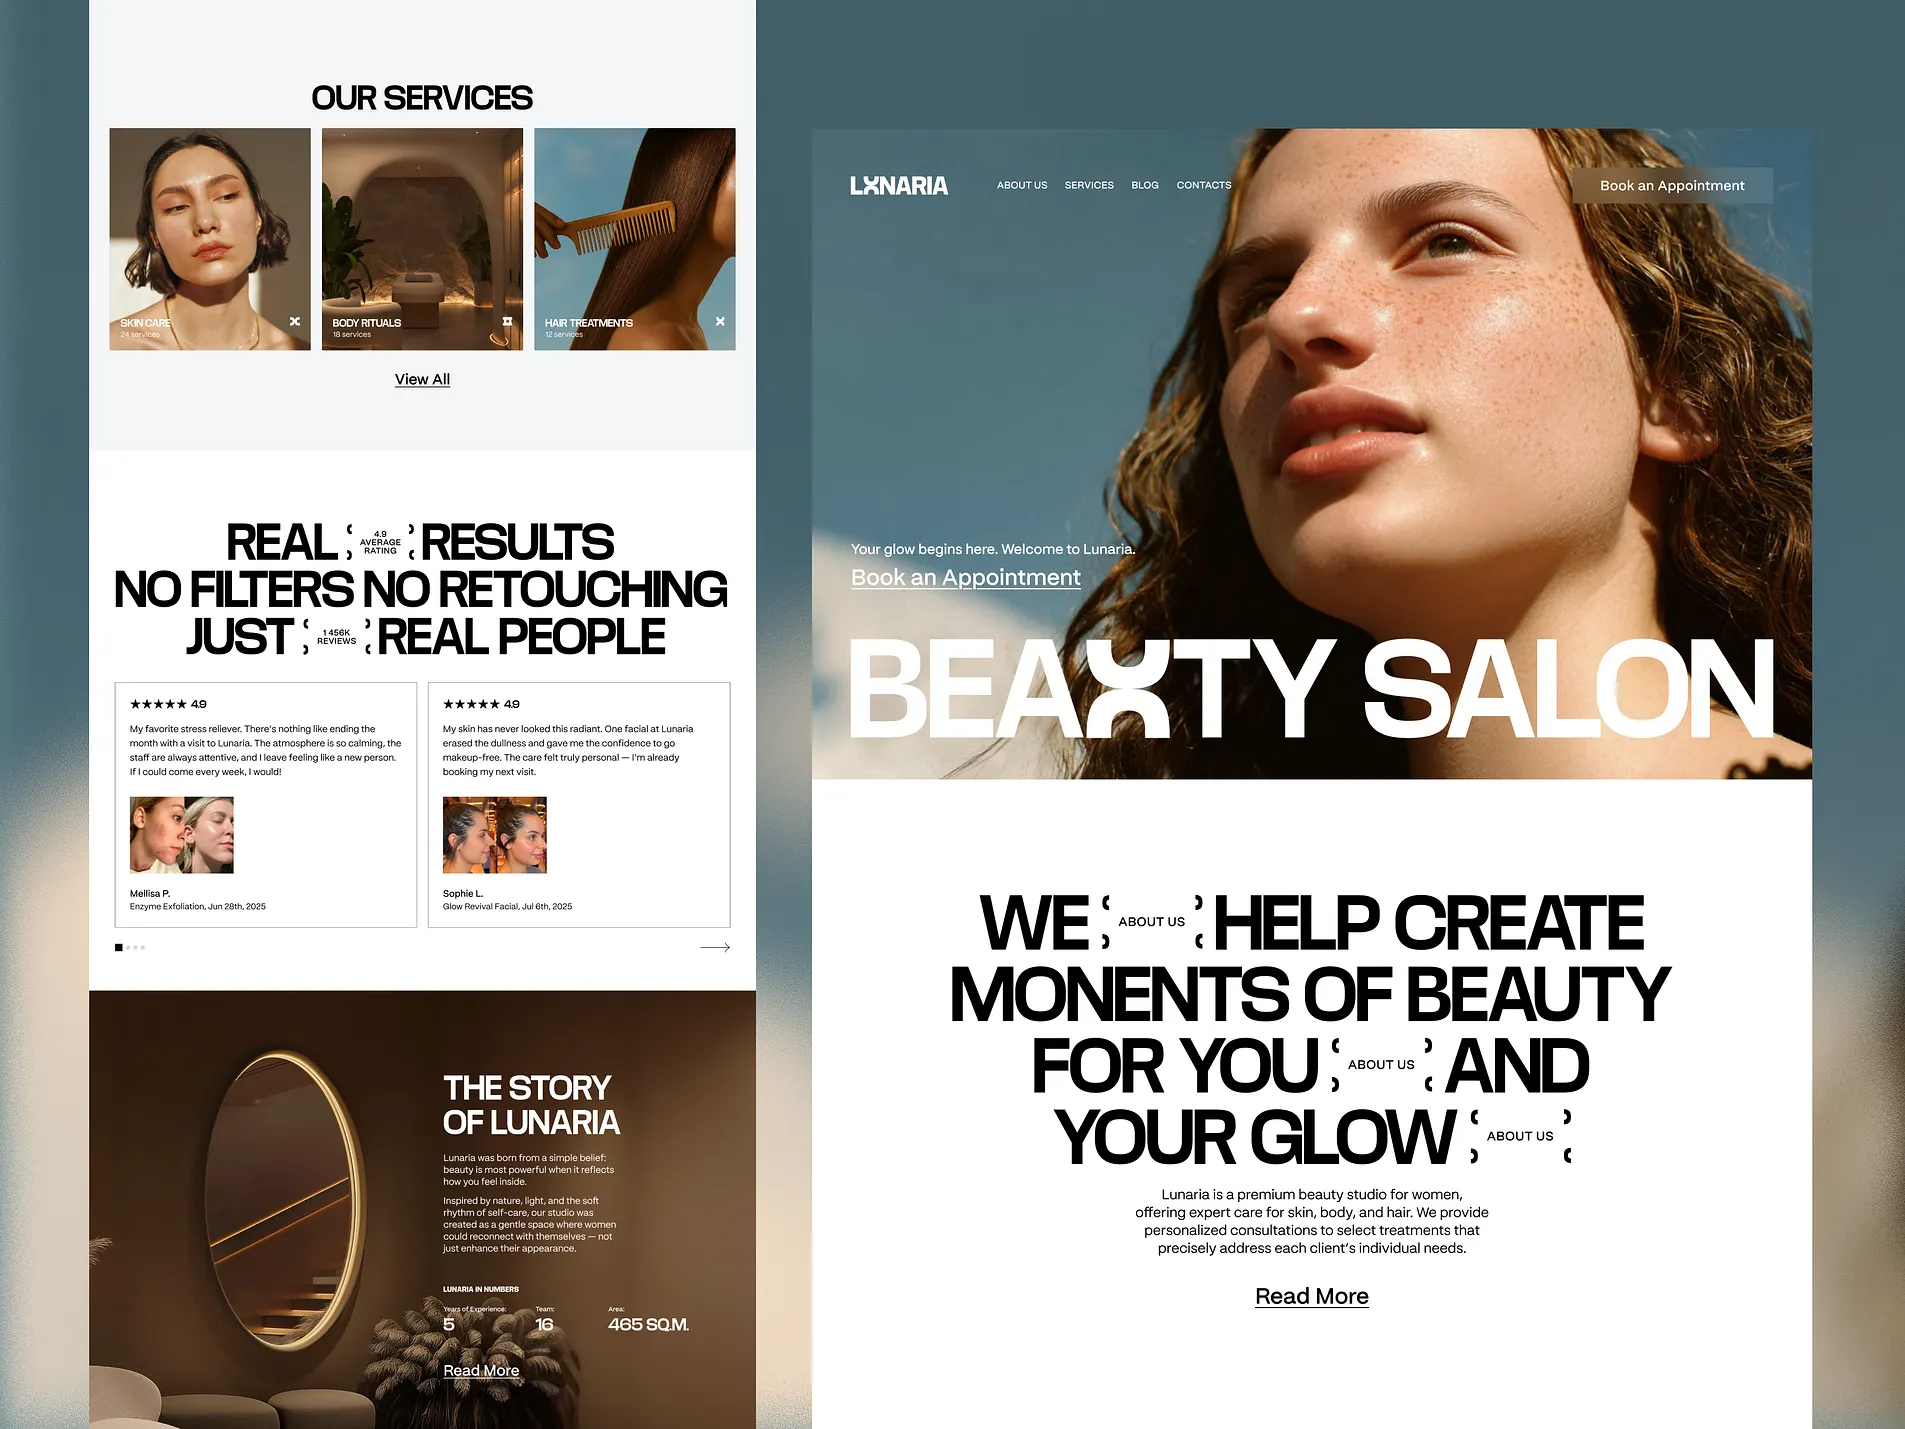 OUR SERVICES
SKIN CARE
24 services
BODY RITUALS
18 services
HAIR TREATMENTS
12 services
View All
REAL 4.9 AVERAGE RATING RESULTS
NO FILTERS NO RETOUCHING
JUST 1 456K REVIEWS REAL PEOPLE
★★★★★ 4.9
My favorite stress reliever. There's nothing like ending the
month with a visit to Lunaria. The atmosphere is so calming, the
staff are always attentive, and I leave feeling like a new person.
If I could come every week, I would!
Mellisa P.
Enzyme Exfoliation, Jun 28th, 2025
★★★★★ 4.9
My skin has never looked this radiant. One facial at Lunaria
erased the dullness and gave me the confidence to go
makeup-free. The care felt truly personal — I'm already
booking my next visit.
Sophie L.
Glow Revival Facial, Jul 6th, 2025
THE STORY
OF LUNARIA
Lunaria was born from a simple belief:
beauty is most powerful when it reflects
how you feel inside.
Inspired by nature, light, and the soft
rhythm of self-care, our studio was
created as a gentle space where women
could reconnect with themselves — not
just enhance their appearance.
LUNARIA IN NUMBERS
Years of Experience: Team: Area:
5 16 465 SQ.M.
Read More
LUNARIA
ABOUT US SERVICES BLOG CONTACTS
Book an Appointment
Your glow begins here. Welcome to Lunaria.
Book an Appointment
BEAUTY SALON
WE ABOUT US HELP CREATE
MONENTS OF BEAUTY
FOR YOU ABOUT US AND
YOUR GLOW ABOUT US
Lunaria is a premium beauty studio for women,
offering expert care for skin, body, and hair. We provide
personalized consultations to select treatments that
precisely address each client's individual needs.
Read More